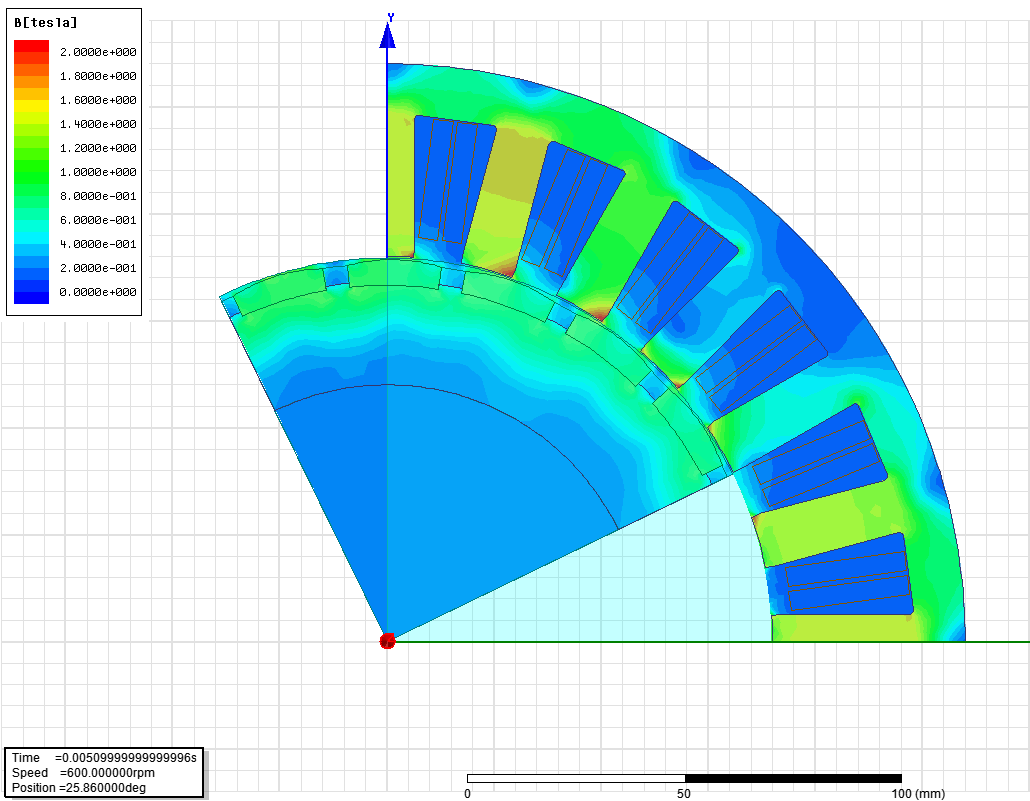 Y
B[tesla]
2.0000e+000
1.8000e+000
1.6000e+000
1.4000e+000
1.2000e+000
1.0000e+000
8.0000e-001
6.0000e-001
4.0000e-001
2.0000e-001
0.0000e+000
Time =0.00509999999999996s
Speed =600.000000rpm
Position =25.860000deg
0 50 100 (mm)